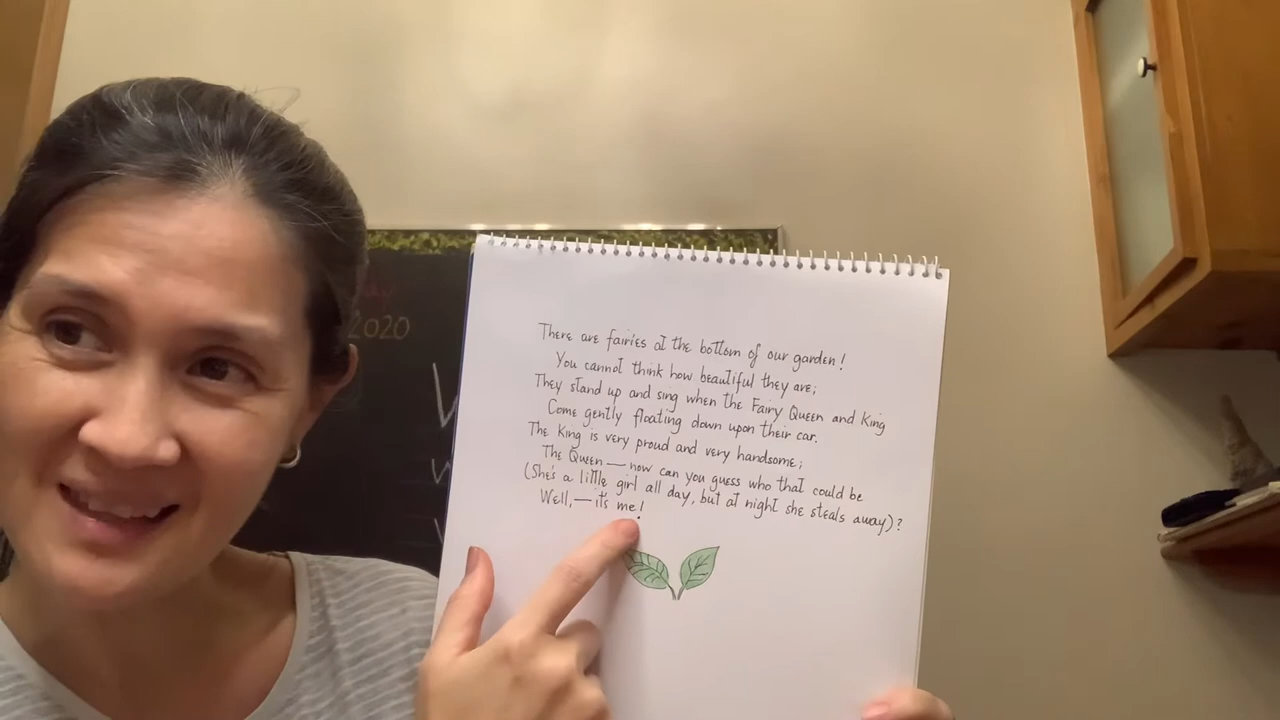 2020
There are fairies at the bottom of our garden!
You cannot think how beautiful they are;
They stand up and sing when the Fairy Queen and King
Come gently floating down upon their car.
The King is very proud and very handsome;
The Queen—now can you guess who that could be
(She's a little girl all day, but at night she steals away)?
Well,—it's me!